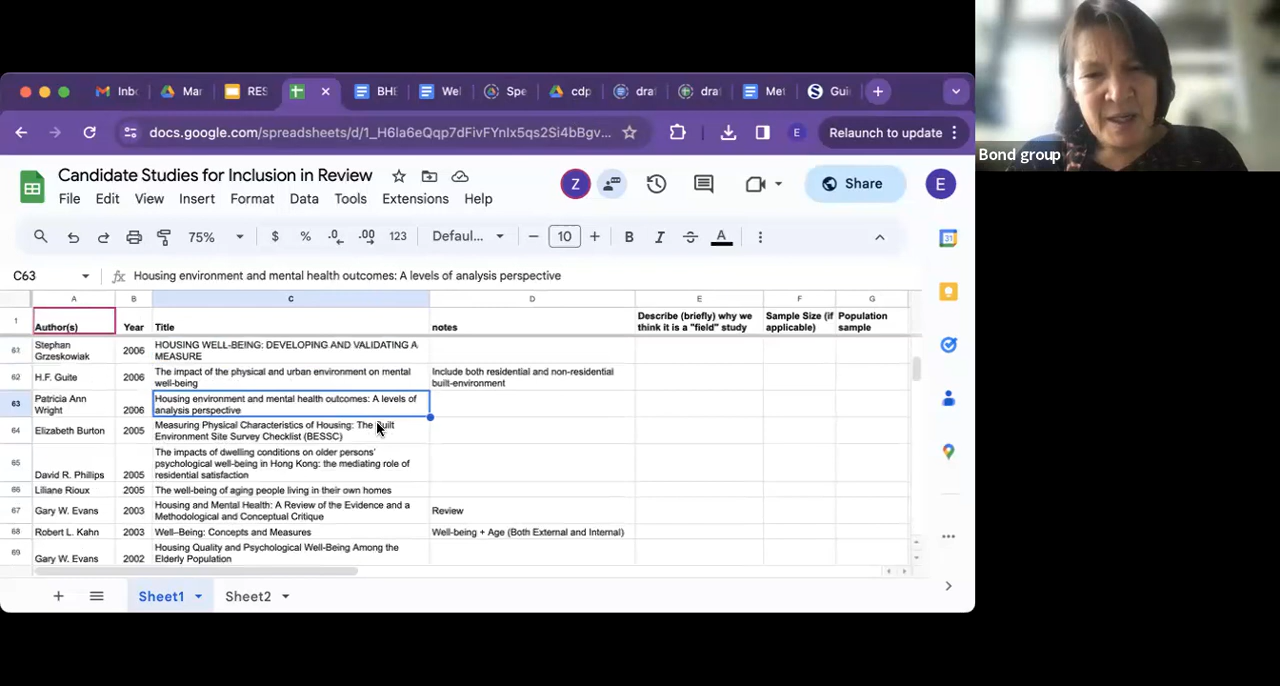 Inbo
Mar
RES
BHE
Wel
Spe
cdp
draf
draf
Met
Gui
docs.google.com/spreadsheets/d/1_H6la6eQqp7dFivFYnIx5qs2Si4bBgv...
Relaunch to update
Bond group
Candidate Studies for Inclusion in Review
Z
Share
E
File Edit View Insert Format Data Tools Extensions Help
75% $ % .0 .00 123 Defaul... 10 B I S A
C63 fx Housing environment and mental health outcomes: A levels of analysis perspective
A B C D E F G
1 Author(s) Year Title notes Describe (briefly) why we think it is a "field" study Sample Size (if applicable) Population sample
61 Stephan Grzeskowiak 2006 HOUSING WELL-BEING: DEVELOPING AND VALIDATING A MEASURE
62 H.F. Guite 2006 The impact of the physical and urban environment on mental well-being Include both residential and non-residential built-environment
63 Patricia Ann Wright 2006 Housing environment and mental health outcomes: A levels of analysis perspective
64 Elizabeth Burton 2005 Measuring Physical Characteristics of Housing: The Built Environment Site Survey Checklist (BESSC)
65 David R. Phillips 2005 The impacts of dwelling conditions on older persons' psychological well-being in Hong Kong: the mediating role of residential satisfaction
66 Liliane Rioux 2005 The well-being of aging people living in their own homes
67 Gary W. Evans 2003 Housing and Mental Health: A Review of the Evidence and a Methodological and Conceptual Critique Review
68 Robert L. Kahn 2003 Well–Being: Concepts and Measures Well-being + Age (Both External and Internal)
69 Gary W. Evans 2002 Housing Quality and Psychological Well-Being Among the Elderly Population
Sheet1 Sheet2